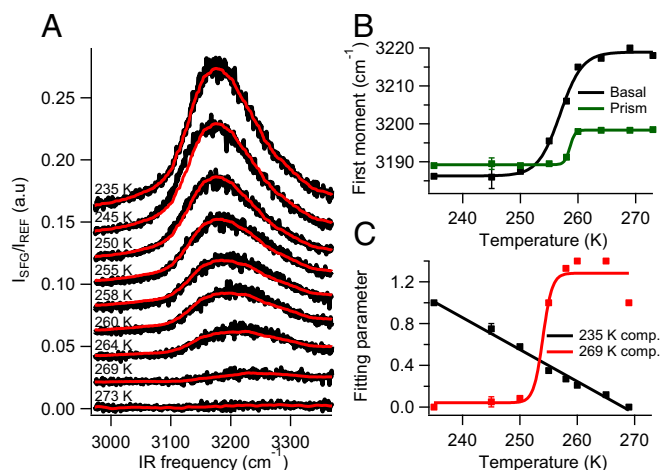 A
I_SFG/I_REF (a.u)
0.25
0.20
0.15
0.10
0.05
0.00
235 K
245 K
250 K
255 K
258 K
260 K
264 K
269 K
273 K
3000 3100 3200 3300
IR frequency (cm⁻¹)
B
First moment (cm⁻¹)
3220
3210
3200
3190
Basal
Prism
240 250 260 270
Temperature (K)
C
Fitting parameter
1.2
0.8
0.4
0.0
235 K comp.
269 K comp.
240 250 260 270
Temperature (K)